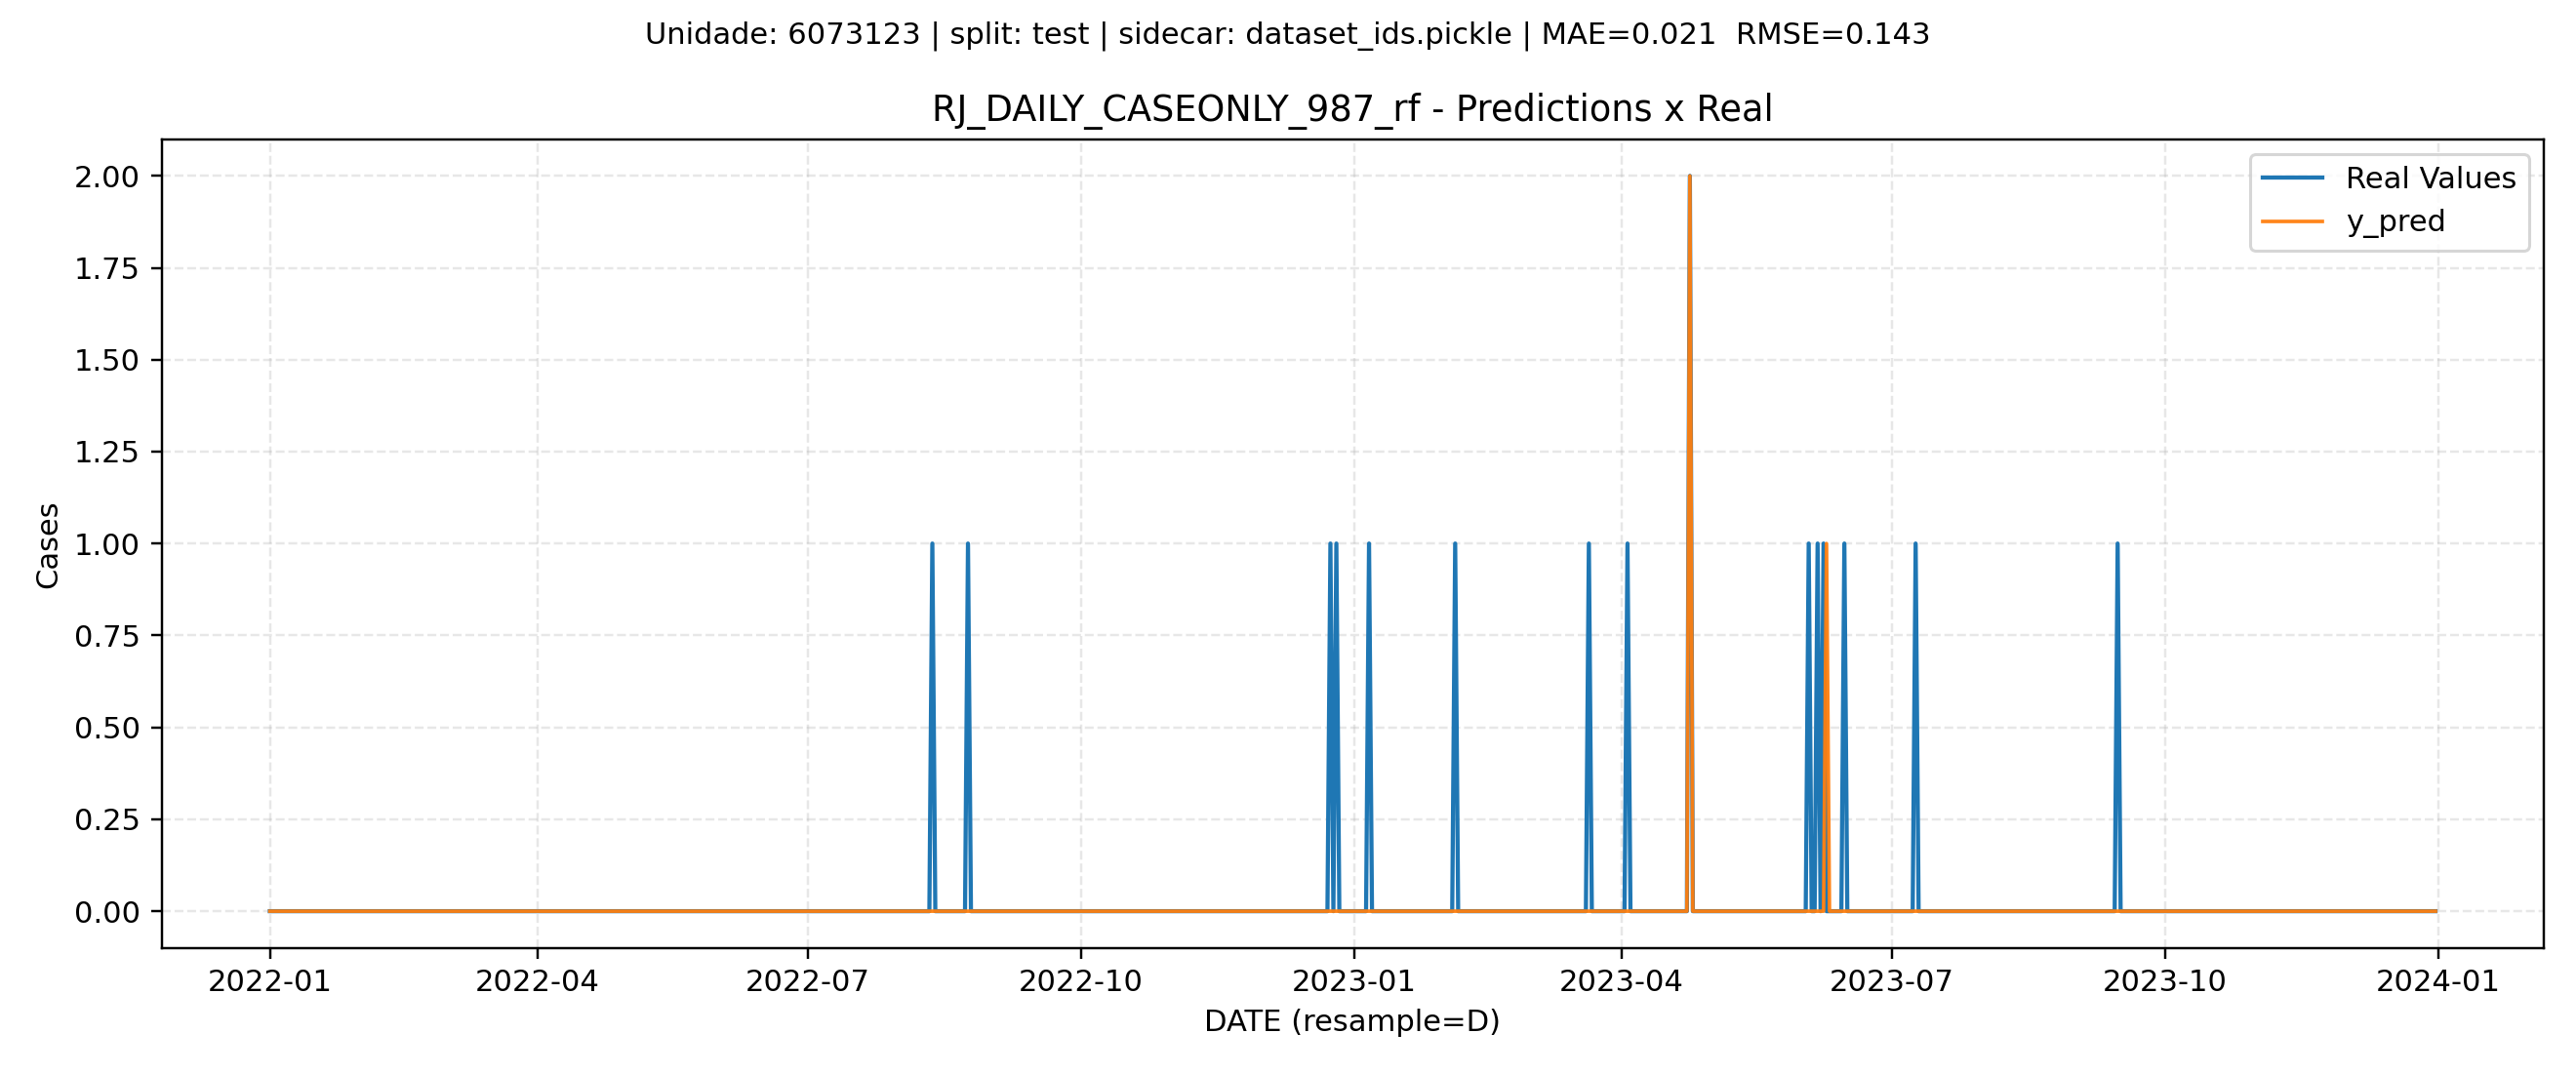 Unidade: 6073123 | split: test | sidecar: dataset_ids.pickle | MAE=0.021  RMSE=0.143
RJ_DAILY_CASEONLY_987_rf - Predictions x Real
Real Values
y_pred
2.00
1.75
1.50
1.25
1.00
0.75
0.50
0.25
0.00
Cases
2022-01 2022-04 2022-07 2022-10 2023-01 2023-04 2023-07 2023-10 2024-01
DATE (resample=D)